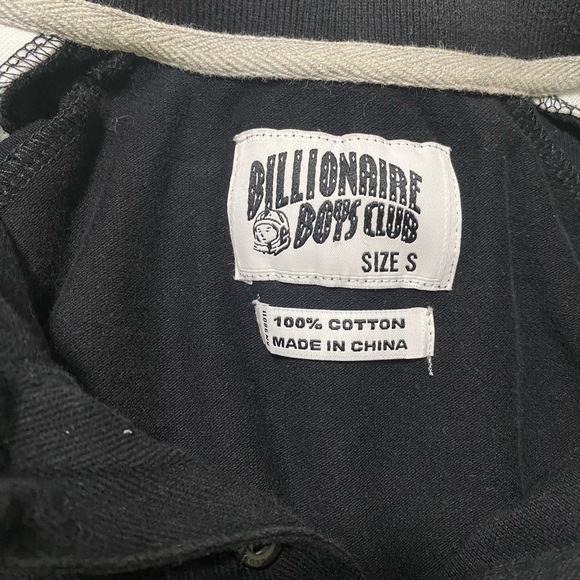 BILLIONAIRE
BOYS CLUB
SIZE S
100% COTTON
MADE IN CHINA